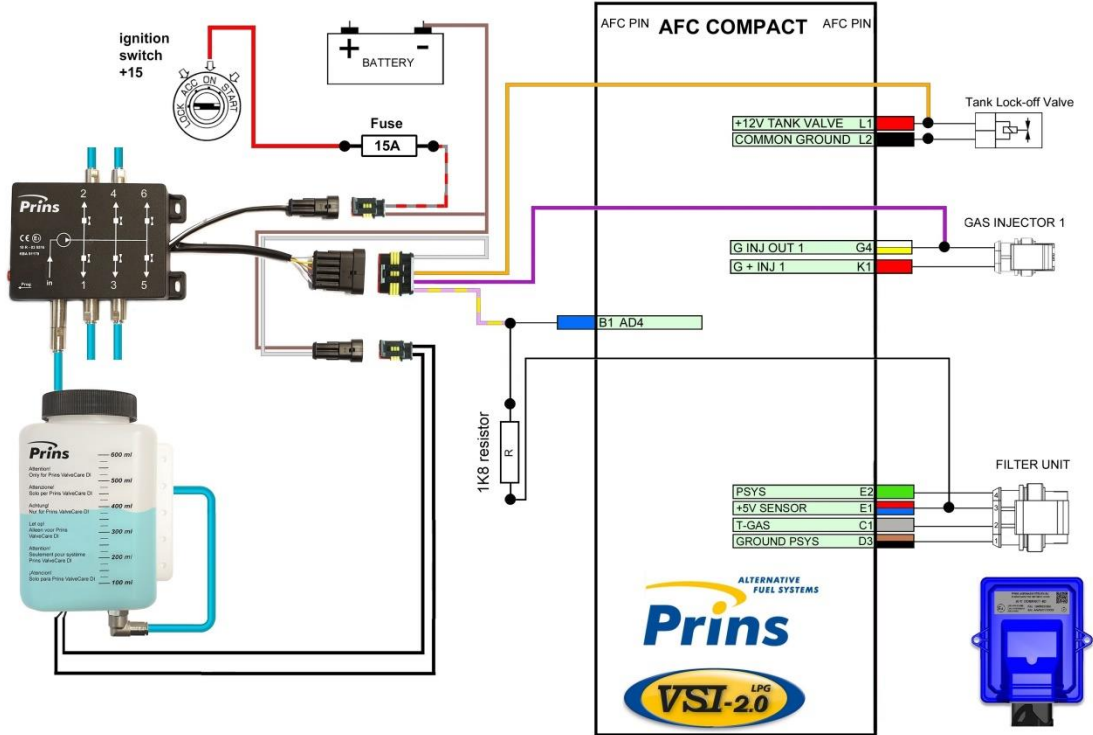 AFC PIN
AFC COMPACT
AFC PIN
ignition
switch
+15
LOCK ACC ON START
+ -
BATTERY
Fuse
15A
+12V TANK VALVE L1
COMMON GROUND L2
Tank Lock-off Valve
Prins
2 4 6
in
1 3 5
G INJ OUT 1 G4
G + INJ 1 K1
GAS INJECTOR 1
B1 AD4
1K8 resistor
R
PSYS E2
+5V SENSOR E1
T-GAS C1
GROUND PSYS D3
FILTER UNIT
4
3
2
1
Prins
Attention!
Only for Prins ValveCare DI
Attenzione!
Solo per Prins ValveCare DI
Achtung!
Nur für Prins ValveCare DI
Let op!
Alleen voor Prins
ValveCare DI
Attention!
Seulement pour système
Prins ValveCare DI
¡Atencion!
Solo para Prins ValveCare DI
600 ml
500 ml
400 ml
300 ml
200 ml
100 ml
ALTERNATIVE
FUEL SYSTEMS
Prins
VSI-2.0 LPG